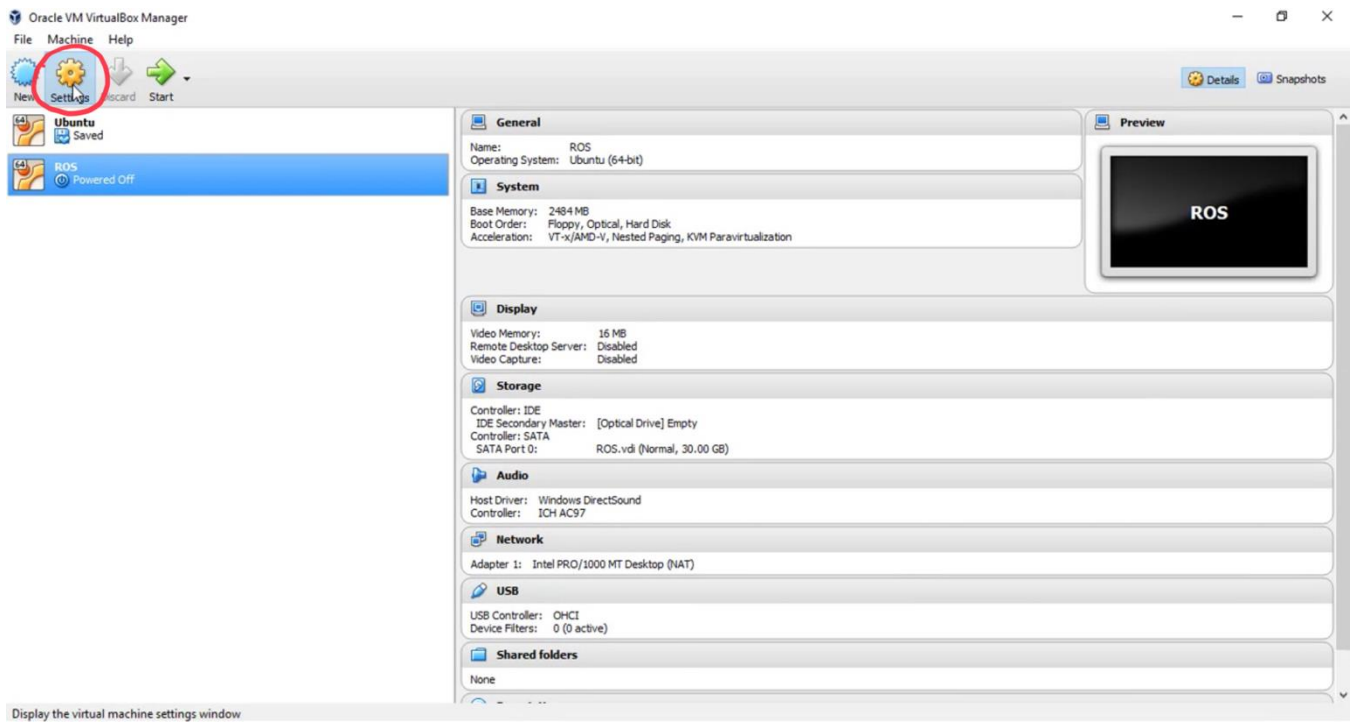 Oracle VM VirtualBox Manager
File Machine Help
New Settings Discard Start
Details Snapshots
64 Ubuntu
Saved
64 ROS
Powered Off
General
Name: ROS
Operating System: Ubuntu (64-bit)
System
Base Memory: 2484 MB
Boot Order: Floppy, Optical, Hard Disk
Acceleration: VT-x/AMD-V, Nested Paging, KVM Paravirtualization
Preview
ROS
Display
Video Memory: 16 MB
Remote Desktop Server: Disabled
Video Capture: Disabled
Storage
Controller: IDE
IDE Secondary Master: [Optical Drive] Empty
Controller: SATA
SATA Port 0: ROS.vdi (Normal, 30.00 GB)
Audio
Host Driver: Windows DirectSound
Controller: ICH AC97
Network
Adapter 1: Intel PRO/1000 MT Desktop (NAT)
USB
USB Controller: OHCI
Device Filters: 0 (0 active)
Shared folders
None
Display the virtual machine settings window